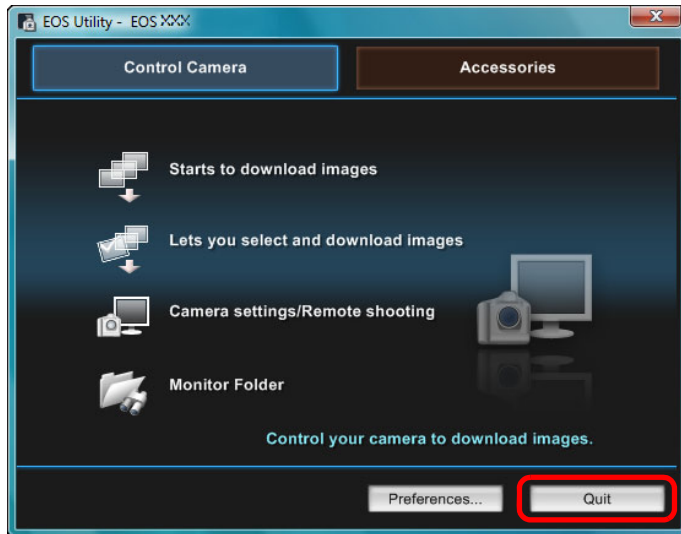 EOS Utility - EOS XXX
Control Camera
Accessories
Starts to download images
Lets you select and download images
Camera settings/Remote shooting
Monitor Folder
Control your camera to download images.
Preferences...
Quit